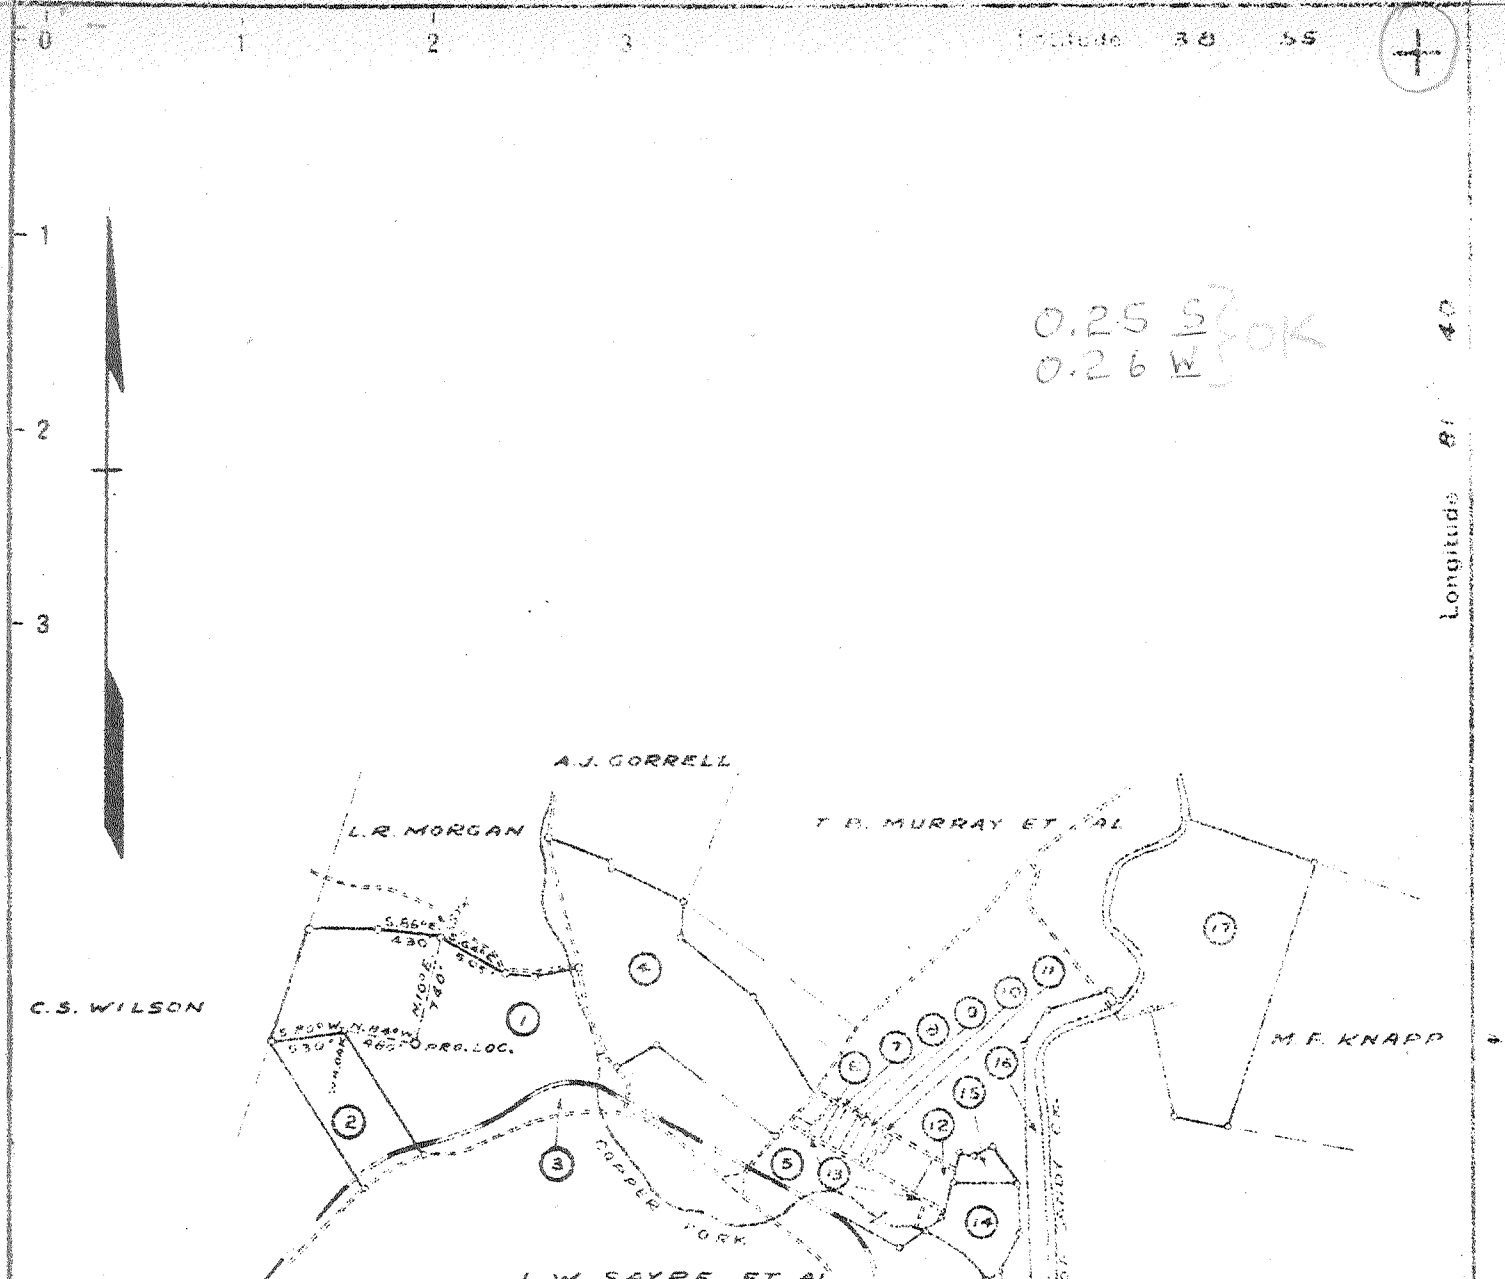 0 1 2 3 Latitude 38 55
1
0.25 S } OK
0.26 W
Longitude 81 40
2
3
A.J. GORRELL
L.R. MORGAN
T. B. MURRAY ET AL
S.86°E.
430'
17
4
11
10
9
8
7
6
C.S. WILSON
N.10°E.
740'
1
530'
PRO. LOC.
M.F. KNAPP
16
15
2
12
3
5
13
14
COPPER FORK
L.W. SAYRE ET AL